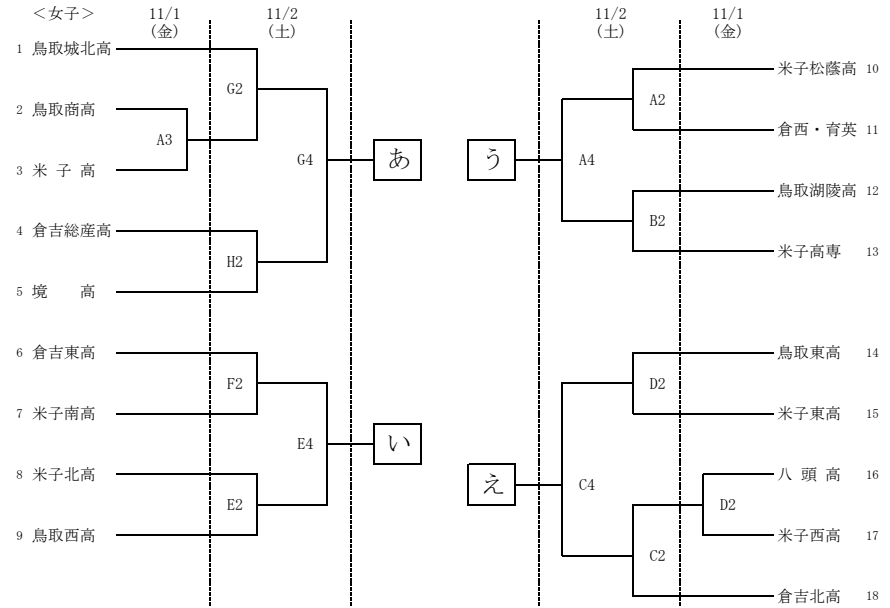 ＜女子＞ 11/1 11/2 11/2 11/1
(金) (土) (土) (金)
1 鳥取城北高
米子松蔭高 10
G2 A2
2 鳥取商高
倉西・育英 11
A3
G4 あ う A4
3 米子高
鳥取湖陵高 12
B2
4 倉吉総産高
米子高専 13
H2
5 境 高
6 倉吉東高 鳥取東高 14
F2 D2
7 米子南高 米子東高 15
E4 い
8 米子北高 八頭高 16
え C4
E2 D2
9 鳥取西高 米子西高 17
C2
倉吉北高 18